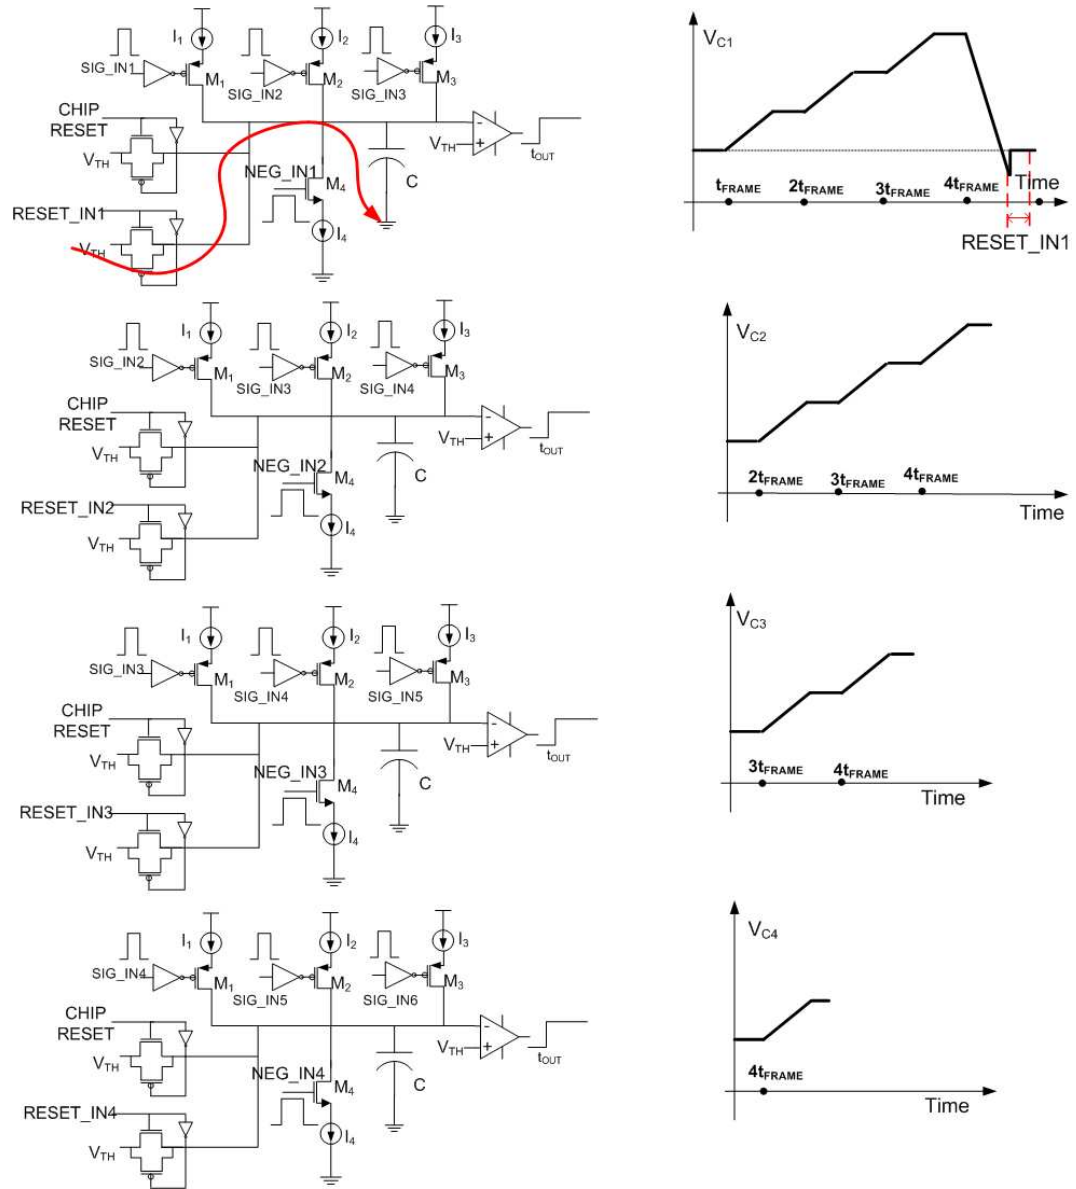 I1
I2
I3
VC1
SIG_IN1
M1
M2
M3
SIG_IN2
SIG_IN3
CHIP
RESET
VTH
VTH
tOUT
NEG_IN1
M4
C
tFRAME
2tFRAME
3tFRAME
4tFRAME
Time
RESET_IN1
VTH
I4
RESET_IN1
I1
I2
I3
VC2
SIG_IN2
M1
M2
M3
SIG_IN3
SIG_IN4
CHIP
RESET
VTH
VTH
tOUT
NEG_IN2
M4
C
2tFRAME
3tFRAME
4tFRAME
RESET_IN2
Time
VTH
I4
I1
I2
I3
VC3
SIG_IN3
M1
M2
M3
SIG_IN4
SIG_IN5
CHIP
RESET
VTH
VTH
tOUT
NEG_IN3
M4
C
3tFRAME
4tFRAME
Time
RESET_IN3
VTH
I4
I1
I2
I3
VC4
SIG_IN4
M1
M2
M3
SIG_IN5
SIG_IN6
CHIP
RESET
VTH
VTH
tOUT
NEG_IN4
M4
C
4tFRAME
Time
RESET_IN4
VTH
I4